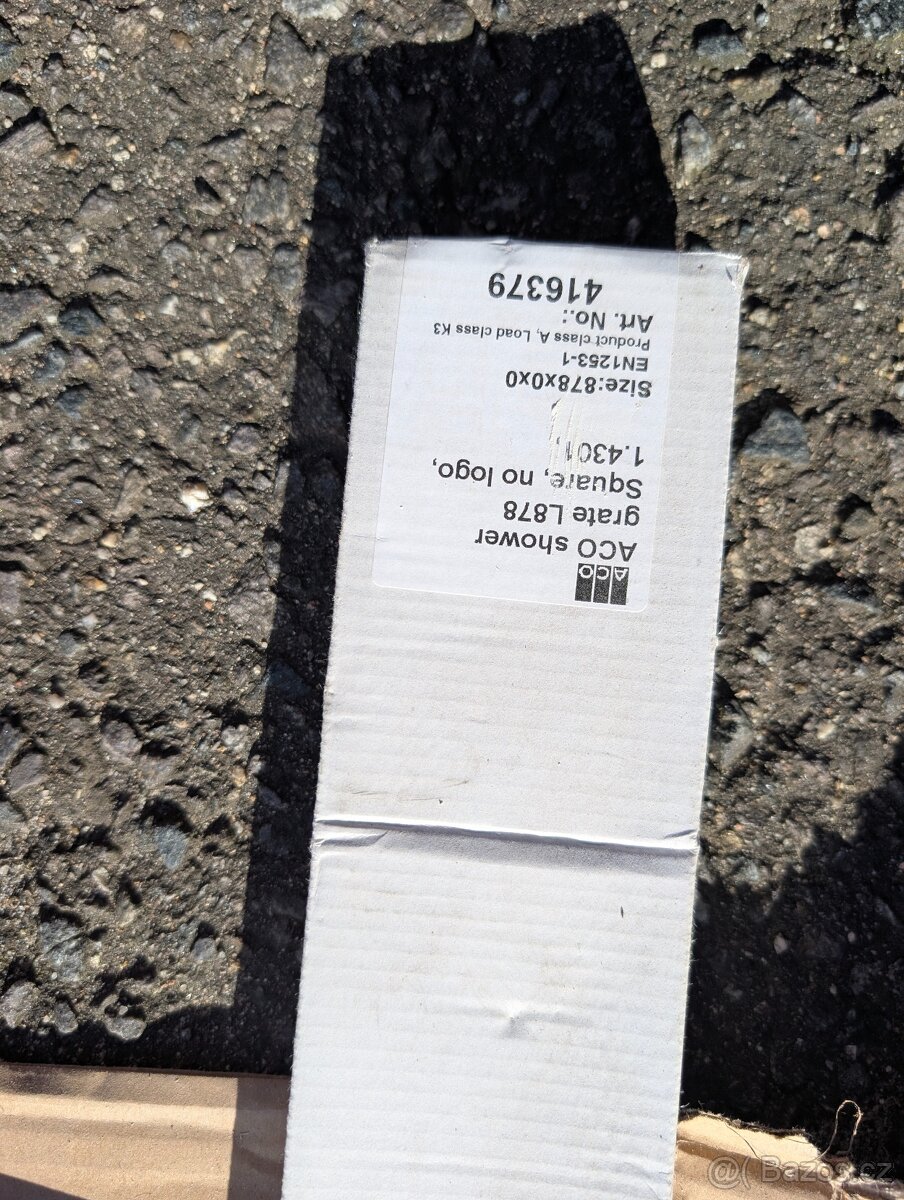 ACO
ACO shower
grate L878
Square, no logo,
1.4301,
Size:878x0x0
EN1253-1
Product class A, Load class K3
Art. No.:
416379
@( Bazos.cz